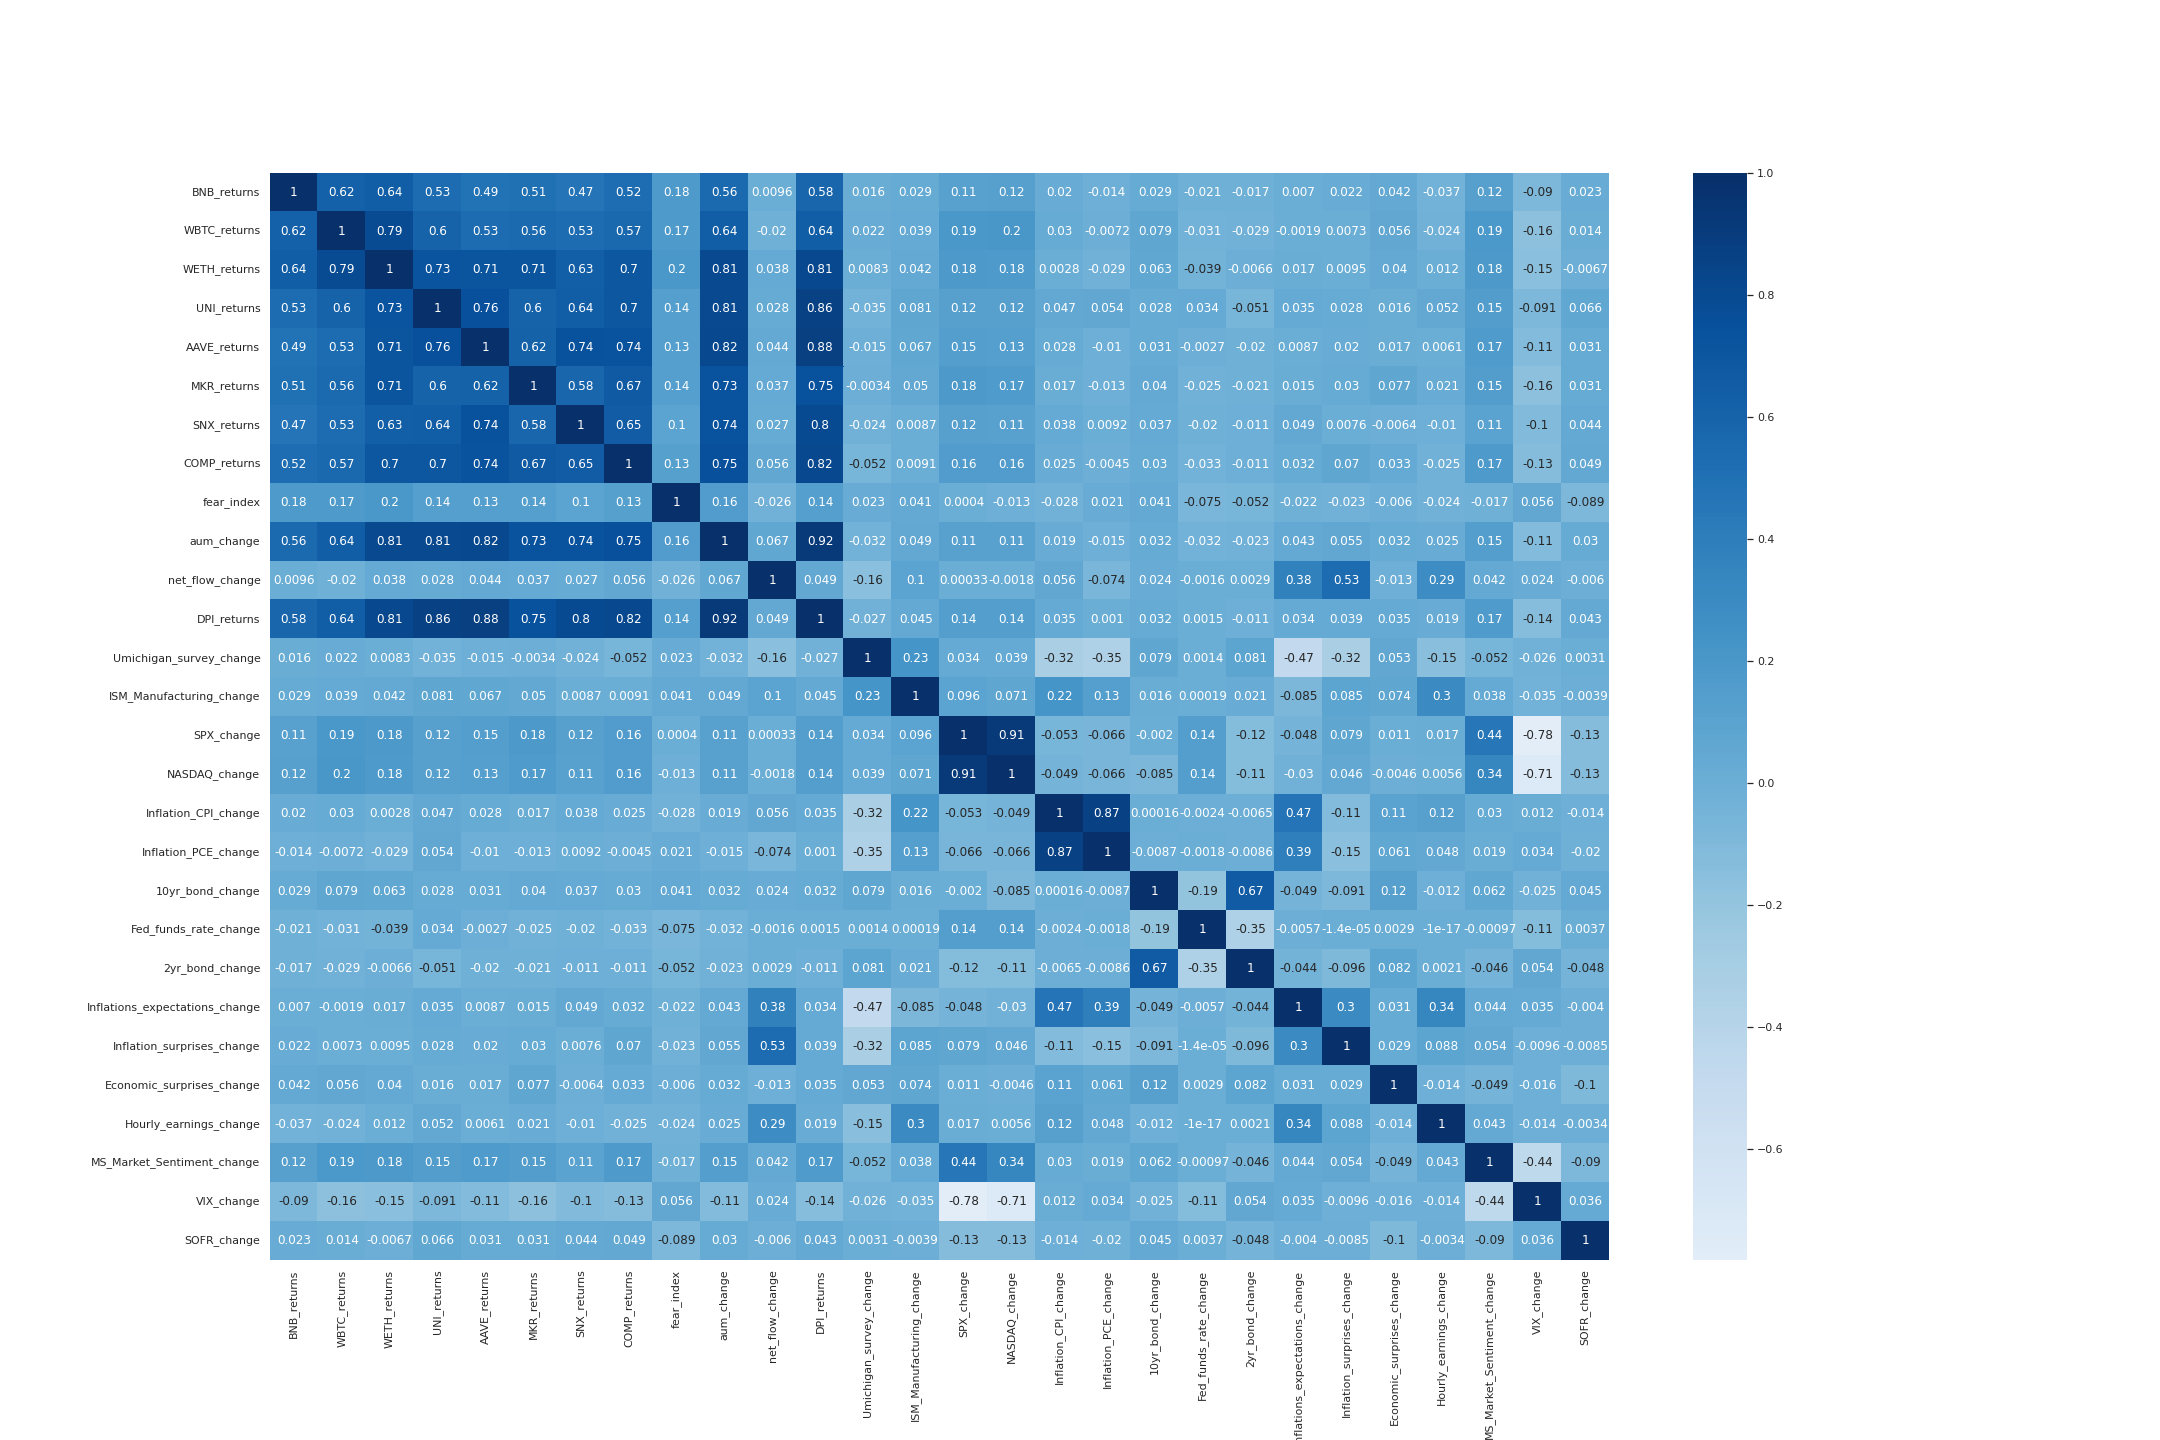 BNB_returns 1 0.62 0.64 0.53 0.49 0.51 0.47 0.52 0.18 0.56 0.0096 0.58 0.016 0.029 0.11 0.12 0.02 -0.014 0.029 -0.021 -0.017 0.007 0.022 0.042 -0.037 0.12 -0.09 0.023
WBTC_returns 0.62 1 0.79 0.6 0.53 0.56 0.53 0.57 0.17 0.64 -0.02 0.64 0.022 0.039 0.19 0.2 0.03 -0.0072 0.079 -0.031 -0.029 -0.0019 0.0073 0.056 -0.024 0.19 -0.16 0.014
WETH_returns 0.64 0.79 1 0.73 0.71 0.71 0.63 0.7 0.2 0.81 0.038 0.81 0.0083 0.042 0.18 0.18 0.0028 -0.029 0.063 -0.039 -0.0066 0.017 0.0095 0.04 0.012 0.18 -0.15 -0.0067
UNI_returns 0.53 0.6 0.73 1 0.76 0.6 0.64 0.7 0.14 0.81 0.028 0.86 -0.035 0.081 0.12 0.12 0.047 0.054 0.028 0.034 -0.051 0.035 0.028 0.016 0.052 0.15 -0.091 0.066
AAVE_returns 0.49 0.53 0.71 0.76 1 0.62 0.74 0.74 0.13 0.82 0.044 0.88 -0.015 0.067 0.15 0.13 0.028 -0.01 0.031 -0.0027 -0.02 0.0087 0.02 0.017 0.0061 0.17 -0.11 0.031
MKR_returns 0.51 0.56 0.71 0.6 0.62 1 0.58 0.67 0.14 0.73 0.037 0.75 -0.0034 0.05 0.18 0.17 0.017 -0.013 0.04 -0.025 -0.021 0.015 0.03 0.077 0.021 0.15 -0.16 0.031
SNX_returns 0.47 0.53 0.63 0.64 0.74 0.58 1 0.65 0.1 0.74 0.027 0.8 -0.024 0.0087 0.12 0.11 0.038 0.0092 0.037 -0.02 -0.011 0.049 0.0076 -0.0064 -0.01 0.11 -0.1 0.044
COMP_returns 0.52 0.57 0.7 0.7 0.74 0.67 0.65 1 0.13 0.75 0.056 0.82 -0.052 0.0091 0.16 0.16 0.025 -0.0045 0.03 -0.033 -0.011 0.032 0.07 0.033 -0.025 0.17 -0.13 0.049
fear_index 0.18 0.17 0.2 0.14 0.13 0.14 0.1 0.13 1 0.16 -0.026 0.14 0.023 0.041 0.0004 -0.013 -0.028 0.021 0.041 -0.075 -0.052 -0.022 -0.023 -0.006 -0.024 -0.017 0.056 -0.089
aum_change 0.56 0.64 0.81 0.81 0.82 0.73 0.74 0.75 0.16 1 0.067 0.92 -0.032 0.049 0.11 0.11 0.019 -0.015 0.032 -0.032 -0.023 0.043 0.055 0.032 0.025 0.15 -0.11 0.03
net_flow_change 0.0096 -0.02 0.038 0.028 0.044 0.037 0.027 0.056 -0.026 0.067 1 0.049 -0.16 0.1 0.00033 -0.0018 0.056 -0.074 0.024 -0.0016 0.0029 0.38 0.53 -0.013 0.29 0.042 0.024 -0.006
DPI_returns 0.58 0.64 0.81 0.86 0.88 0.75 0.8 0.82 0.14 0.92 0.049 1 -0.027 0.045 0.14 0.14 0.035 0.001 0.032 0.0015 -0.011 0.034 0.039 0.035 0.019 0.17 -0.14 0.043
Umichigan_survey_change 0.016 0.022 0.0083 -0.035 -0.015 -0.0034 -0.024 -0.052 0.023 -0.032 -0.16 -0.027 1 0.23 0.034 0.039 -0.32 -0.35 0.079 0.0014 0.081 -0.47 -0.32 0.053 -0.15 -0.052 -0.026 0.0031
ISM_Manufacturing_change 0.029 0.039 0.042 0.081 0.067 0.05 0.0087 0.0091 0.041 0.049 0.1 0.045 0.23 1 0.096 0.071 0.22 0.13 0.016 0.00019 0.021 -0.085 0.085 0.074 0.3 0.038 -0.035 -0.0039
SPX_change 0.11 0.19 0.18 0.12 0.15 0.18 0.12 0.16 0.0004 0.11 0.00033 0.14 0.034 0.096 1 0.91 -0.053 -0.066 -0.002 0.14 -0.12 -0.048 0.079 0.011 0.017 0.44 -0.78 -0.13
NASDAQ_change 0.12 0.2 0.18 0.12 0.13 0.17 0.11 0.16 -0.013 0.11 -0.0018 0.14 0.039 0.071 0.91 1 -0.049 -0.066 -0.085 0.14 -0.11 -0.03 0.046 -0.0046 0.0056 0.34 -0.71 -0.13
Inflation_CPI_change 0.02 0.03 0.0028 0.047 0.028 0.017 0.038 0.025 -0.028 0.019 0.056 0.035 -0.32 0.22 -0.053 -0.049 1 0.87 0.00016 -0.0024 -0.0065 0.47 -0.11 0.11 0.12 0.03 0.012 -0.014
Inflation_PCE_change -0.014 -0.0072 -0.029 0.054 -0.01 -0.013 0.0092 -0.0045 0.021 -0.015 -0.074 0.001 -0.35 0.13 -0.066 -0.066 0.87 1 -0.0087 -0.0018 -0.0086 0.39 -0.15 0.061 0.048 0.019 0.034 -0.02
10yr_bond_change 0.029 0.079 0.063 0.028 0.031 0.04 0.037 0.03 0.041 0.032 0.024 0.032 0.079 0.016 -0.002 -0.085 0.00016 -0.0087 1 -0.19 0.67 -0.049 -0.091 0.12 -0.012 0.062 -0.025 0.045
Fed_funds_rate_change -0.021 -0.031 -0.039 0.034 -0.0027 -0.025 -0.02 -0.033 -0.075 -0.032 -0.0016 0.0015 0.0014 0.00019 0.14 0.14 -0.0024 -0.0018 -0.19 1 -0.35 -0.0057 -1.4e-05 0.0029 -1e-17 -0.00097 -0.11 0.0037
2yr_bond_change -0.017 -0.029 -0.0066 -0.051 -0.02 -0.021 -0.011 -0.011 -0.052 -0.023 0.0029 -0.011 0.081 0.021 -0.12 -0.11 -0.0065 -0.0086 0.67 -0.35 1 -0.044 -0.096 0.082 0.0021 -0.046 0.054 -0.048
Inflations_expectations_change 0.007 -0.0019 0.017 0.035 0.0087 0.015 0.049 0.032 -0.022 0.043 0.38 0.034 -0.47 -0.085 -0.048 -0.03 0.47 0.39 -0.049 -0.0057 -0.044 1 0.3 0.031 0.34 0.044 0.035 -0.004
Inflation_surprises_change 0.022 0.0073 0.0095 0.028 0.02 0.03 0.0076 0.07 -0.023 0.055 0.53 0.039 -0.32 0.085 0.079 0.046 -0.11 -0.15 -0.091 -1.4e-05 -0.096 0.3 1 0.029 0.088 0.054 -0.0096 -0.0085
Economic_surprises_change 0.042 0.056 0.04 0.016 0.017 0.077 -0.0064 0.033 -0.006 0.032 -0.013 0.035 0.053 0.074 0.011 -0.0046 0.11 0.061 0.12 0.0029 0.082 0.031 0.029 1 -0.014 -0.049 -0.016 -0.1
Hourly_earnings_change -0.037 -0.024 0.012 0.052 0.0061 0.021 -0.01 -0.025 -0.024 0.025 0.29 0.019 -0.15 0.3 0.017 0.0056 0.12 0.048 -0.012 -1e-17 0.0021 0.34 0.088 -0.014 1 0.043 -0.014 -0.0034
MS_Market_Sentiment_change 0.12 0.19 0.18 0.15 0.17 0.15 0.11 0.17 -0.017 0.15 0.042 0.17 -0.052 0.038 0.44 0.34 0.03 0.019 0.062 -0.00097 -0.046 0.044 0.054 -0.049 0.043 1 -0.44 -0.09
VIX_change -0.09 -0.16 -0.15 -0.091 -0.11 -0.16 -0.1 -0.13 0.056 -0.11 0.024 -0.14 -0.026 -0.035 -0.78 -0.71 0.012 0.034 -0.025 -0.11 0.054 0.035 -0.0096 -0.016 -0.014 -0.44 1 0.036
SOFR_change 0.023 0.014 -0.0067 0.066 0.031 0.031 0.044 0.049 -0.089 0.03 -0.006 0.043 0.0031 -0.0039 -0.13 -0.13 -0.014 -0.02 0.045 0.0037 -0.048 -0.004 -0.0085 -0.1 -0.0034 -0.09 0.036 1
BNB_returns
WBTC_returns
WETH_returns
UNI_returns
AAVE_returns
MKR_returns
SNX_returns
COMP_returns
fear_index
aum_change
net_flow_change
DPI_returns
Umichigan_survey_change
ISM_Manufacturing_change
SPX_change
NASDAQ_change
Inflation_CPI_change
Inflation_PCE_change
10yr_bond_change
Fed_funds_rate_change
2yr_bond_change
nflations_expectations_change
Inflation_surprises_change
Economic_surprises_change
Hourly_earnings_change
MS_Market_Sentiment_change
VIX_change
SOFR_change
1.0
0.8
0.6
0.4
0.2
0.0
−0.2
−0.4
−0.6